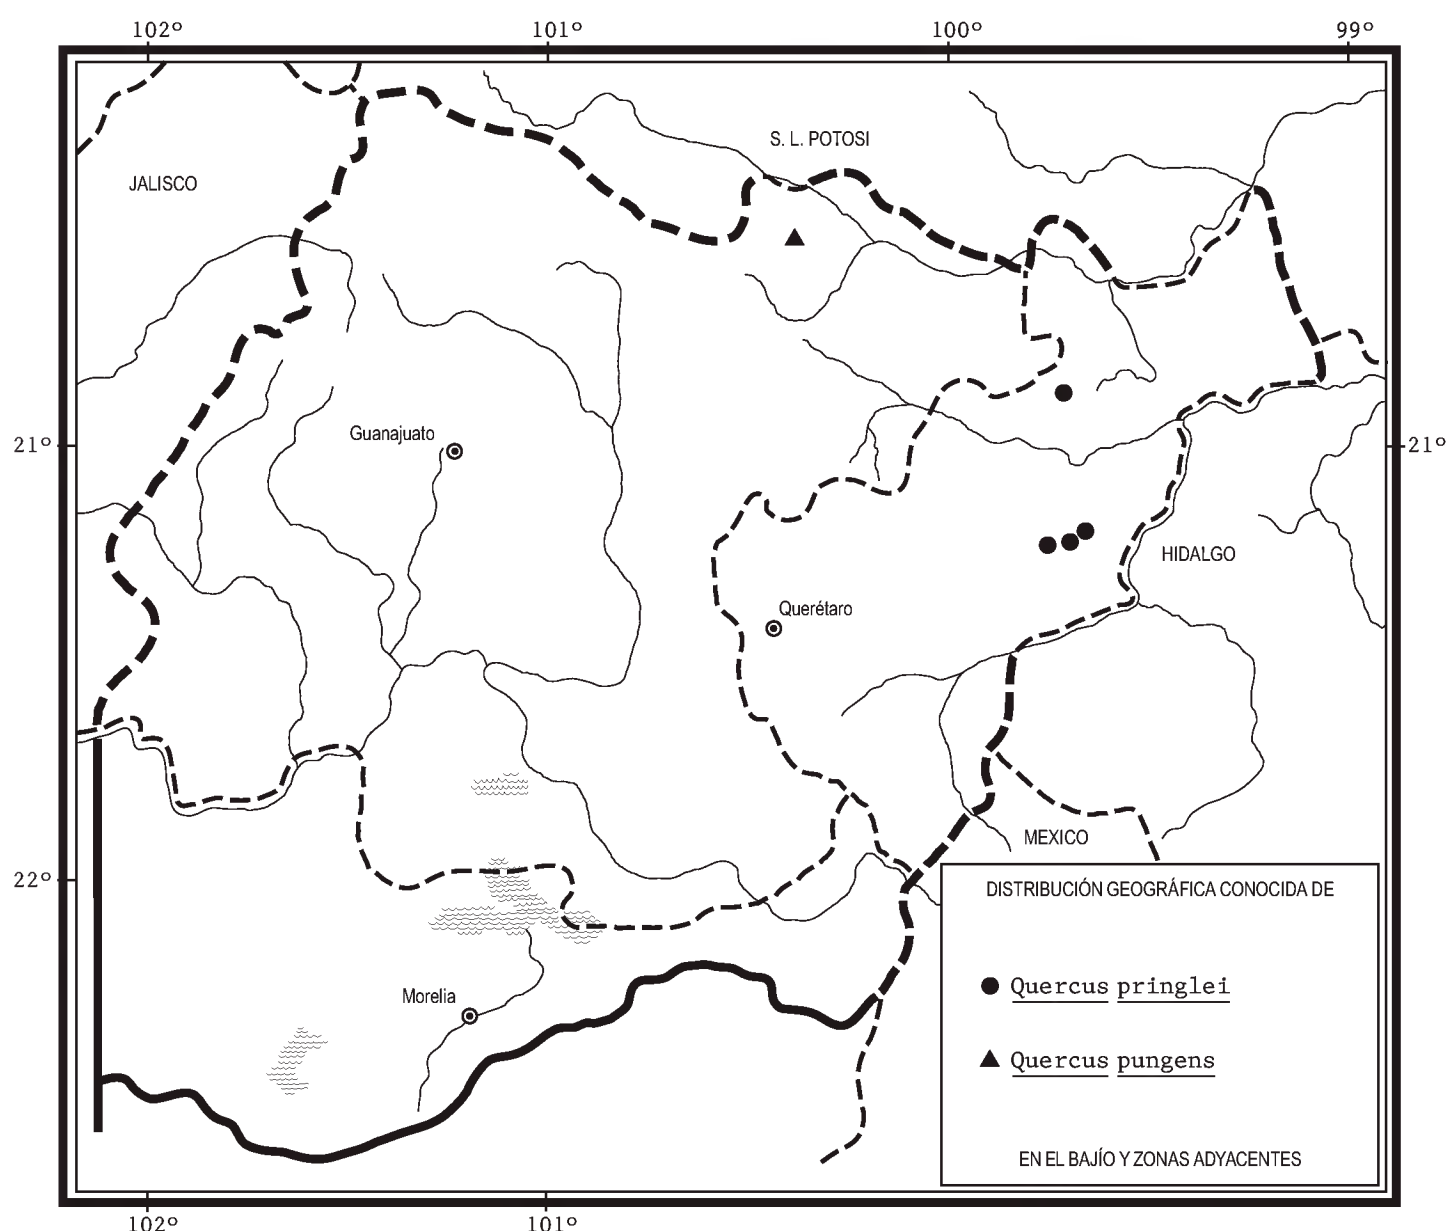 102° 101° 100° 99°
S. L. POTOSI
JALISCO
Guanajuato
21° 21°
HIDALGO
Querétaro
MEXICO
22°
DISTRIBUCIÓN GEOGRÁFICA CONOCIDA DE
Quercus pringlei
Morelia
Quercus pungens
EN EL BAJÍO Y ZONAS ADYACENTES
102° 101°